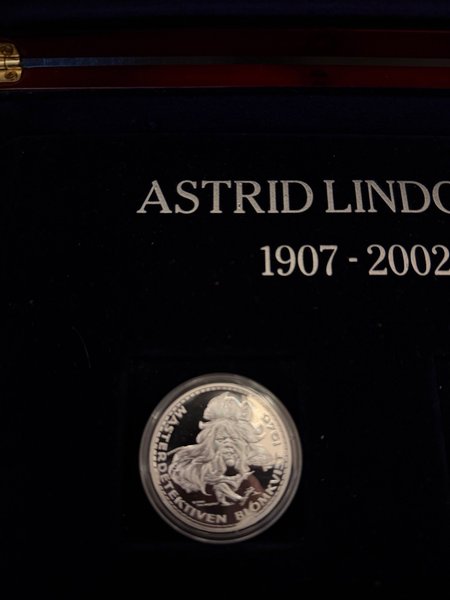 ASTRID LINDG
1907 - 2002
MÄSTERDETEKTIVEN BLOMKVIST
1946